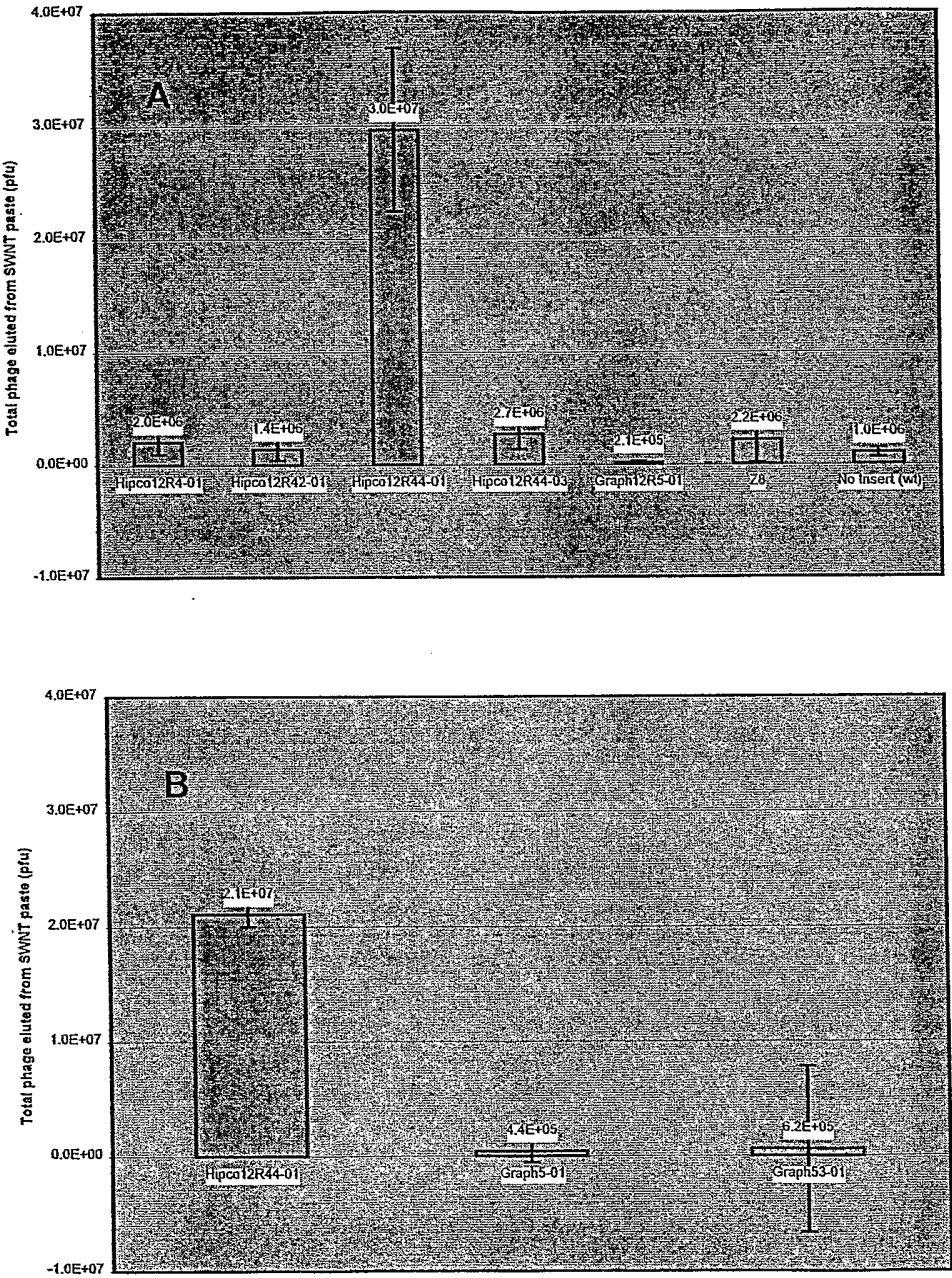 4.0E+07
A
3.0E+07
3.0E+07
2.0E+07
1.0E+07
2.0E+06
1.4E+06
2.7E+06
2.1E+05
2.2E+06
1.0E+06
0.0E+00
Hipco12R4-01
Hipco12R42-01
Hipco12R44-01
Hipco12R44-03
Graph12R5-01
Z8
No Insert (wt)
-1.0E+07
Total phage eluted from SWNT paste (pfu)
4.0E+07
B
3.0E+07
2.1E+07
2.0E+07
1.0E+07
4.4E+05
6.2E+05
0.0E+00
Hipco12R44-01
Graph5-01
Graph53-01
-1.0E+07
Total phage eluted from SWNT paste (pfu)